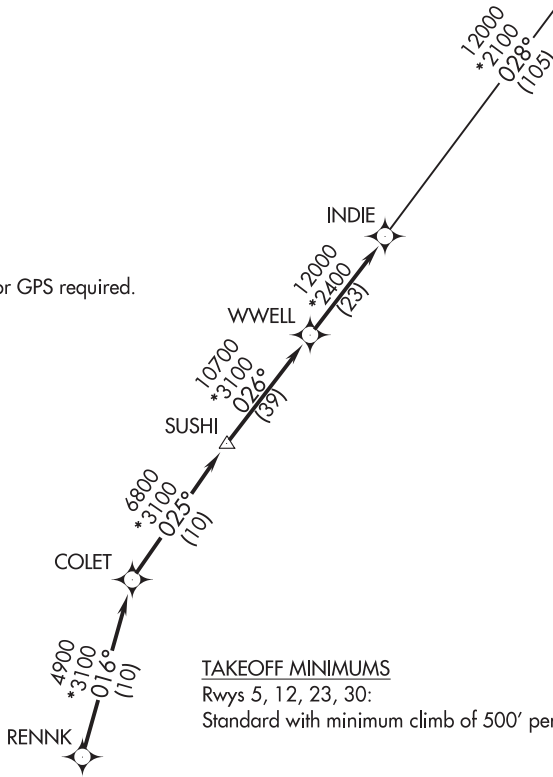 12000
*2100
028°
(105)
INDIE
or GPS required.
12000
*2400
(23)
WWELL
10700
*3100
026°
(39)
SUSHI
6800
*3100
025°
(10)
COLET
4900
*3100
016°
(10)
TAKEOFF MINIMUMS
Rwys 5, 12, 23, 30:
Standard with minimum climb of 500' per
RENNK